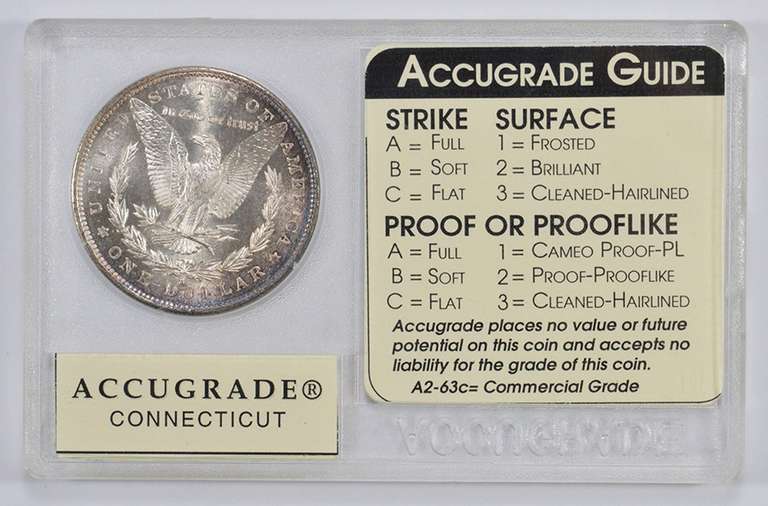 UNITED STATES OF AMERICA
In God we trust
ONE DOLLAR
ACCUGRADE®
CONNECTICUT
ACCUGRADE GUIDE
STRIKE SURFACE
A = FULL 1 = FROSTED
B = SOFT 2 = BRILLIANT
C = FLAT 3 = CLEANED-HAIRLINED
PROOF OR PROOFLIKE
A = FULL 1 = CAMEO PROOF-PL
B = SOFT 2 = PROOF-PROOFLIKE
C = FLAT 3 = CLEANED-HAIRLINED
Accugrade places no value or future
potential on this coin and accepts no
liability for the grade of this coin.
A2-63c= Commercial Grade
ACCUGRADE